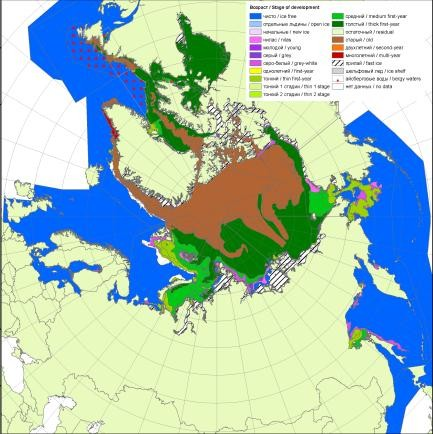 Возраст / Stage of development
чисто / ice free
отдельные льдины / open ice
начальные / new ice
нилас / nilas
молодой / young
серый / grey
серо-белый / grey-white
однолетний / first-year
тонкий / thin first-year
тонкий 1 стадии / thin 1 stage
тонкий 2 стадии / thin 2 stage
средний / medium first-year
толстый / thick first-year
остаточный / residual
старый / old
двухлетний / second-year
многолетний / multi-year
припай / fast ice
шельфовый лед / ice shelf
айсберговые воды / bergy waters
нет данных / no data